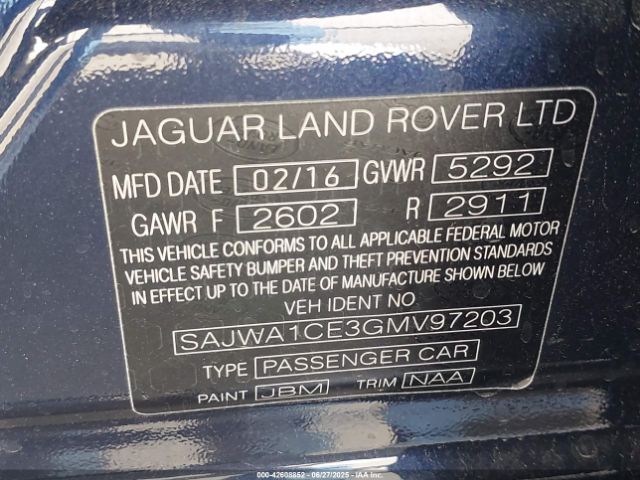 JAGUAR LAND ROVER LTD
MFD DATE 02/16 GVWR 5292
GAWR F 2602 R 2911
THIS VEHICLE CONFORMS TO ALL APPLICABLE FEDERAL MOTOR
VEHICLE SAFETY BUMPER AND THEFT PREVENTION STANDARDS
IN EFFECT UP TO THE DATE OF MANUFACTURE SHOWN BELOW
VEH IDENT NO
SAJWA1CE3GMV97203
TYPE PASSENGER CAR
PAINT JBM TRIM NAA
000-42608852 - 06/27/2025 - IAAI.COM